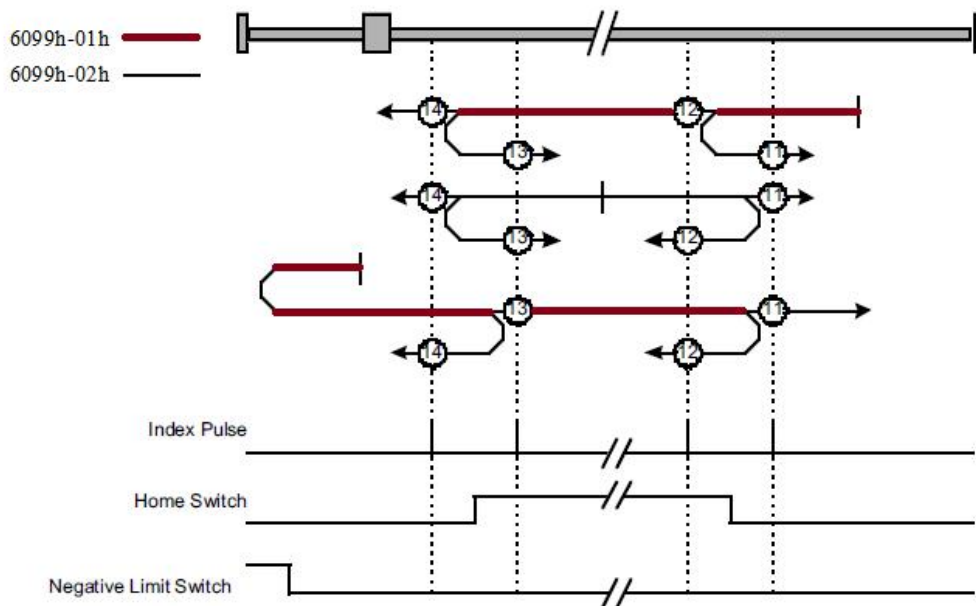 6099h-01h
6099h-02h
14
12
13
11
14
11
13
12
13
11
14
12
Index Pulse
Home Switch
Negative Limit Switch